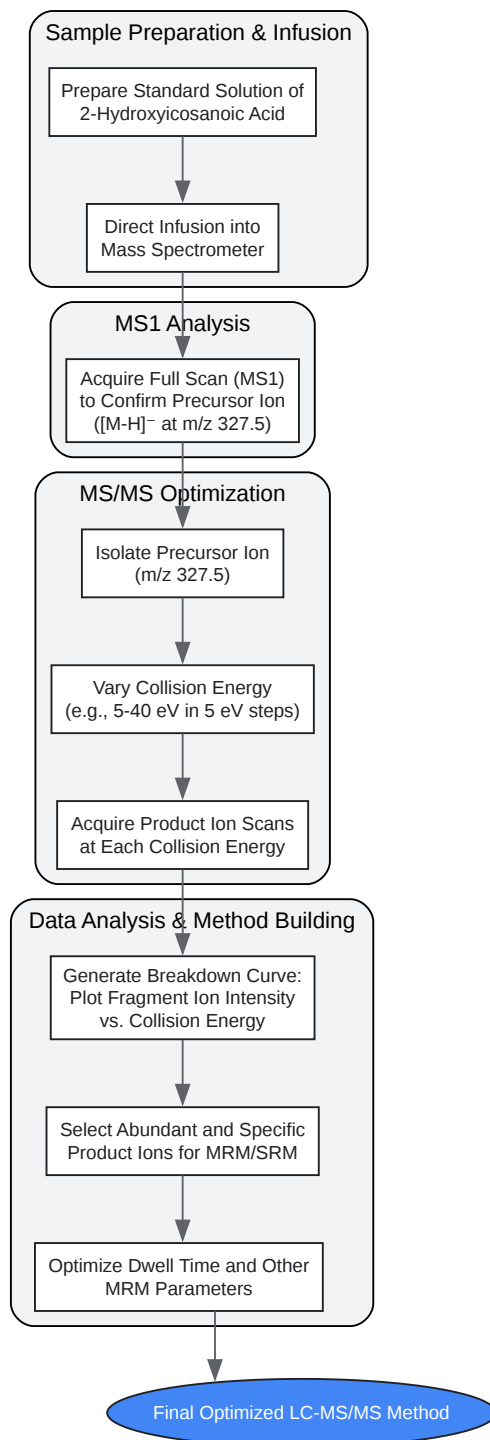 Sample Preparation & Infusion
Prepare Standard Solution of
2-Hydroxyicosanoic Acid
Direct Infusion into
Mass Spectrometer
MS1 Analysis
Acquire Full Scan (MS1)
to Confirm Precursor Ion
([M-H]⁻ at m/z 327.5)
MS/MS Optimization
Isolate Precursor Ion
(m/z 327.5)
Vary Collision Energy
(e.g., 5-40 eV in 5 eV steps)
Acquire Product Ion Scans
at Each Collision Energy
Data Analysis & Method Building
Generate Breakdown Curve:
Plot Fragment Ion Intensity
vs. Collision Energy
Select Abundant and Specific
Product Ions for MRM/SRM
Optimize Dwell Time and Other
MRM Parameters
Final Optimized LC-MS/MS Method